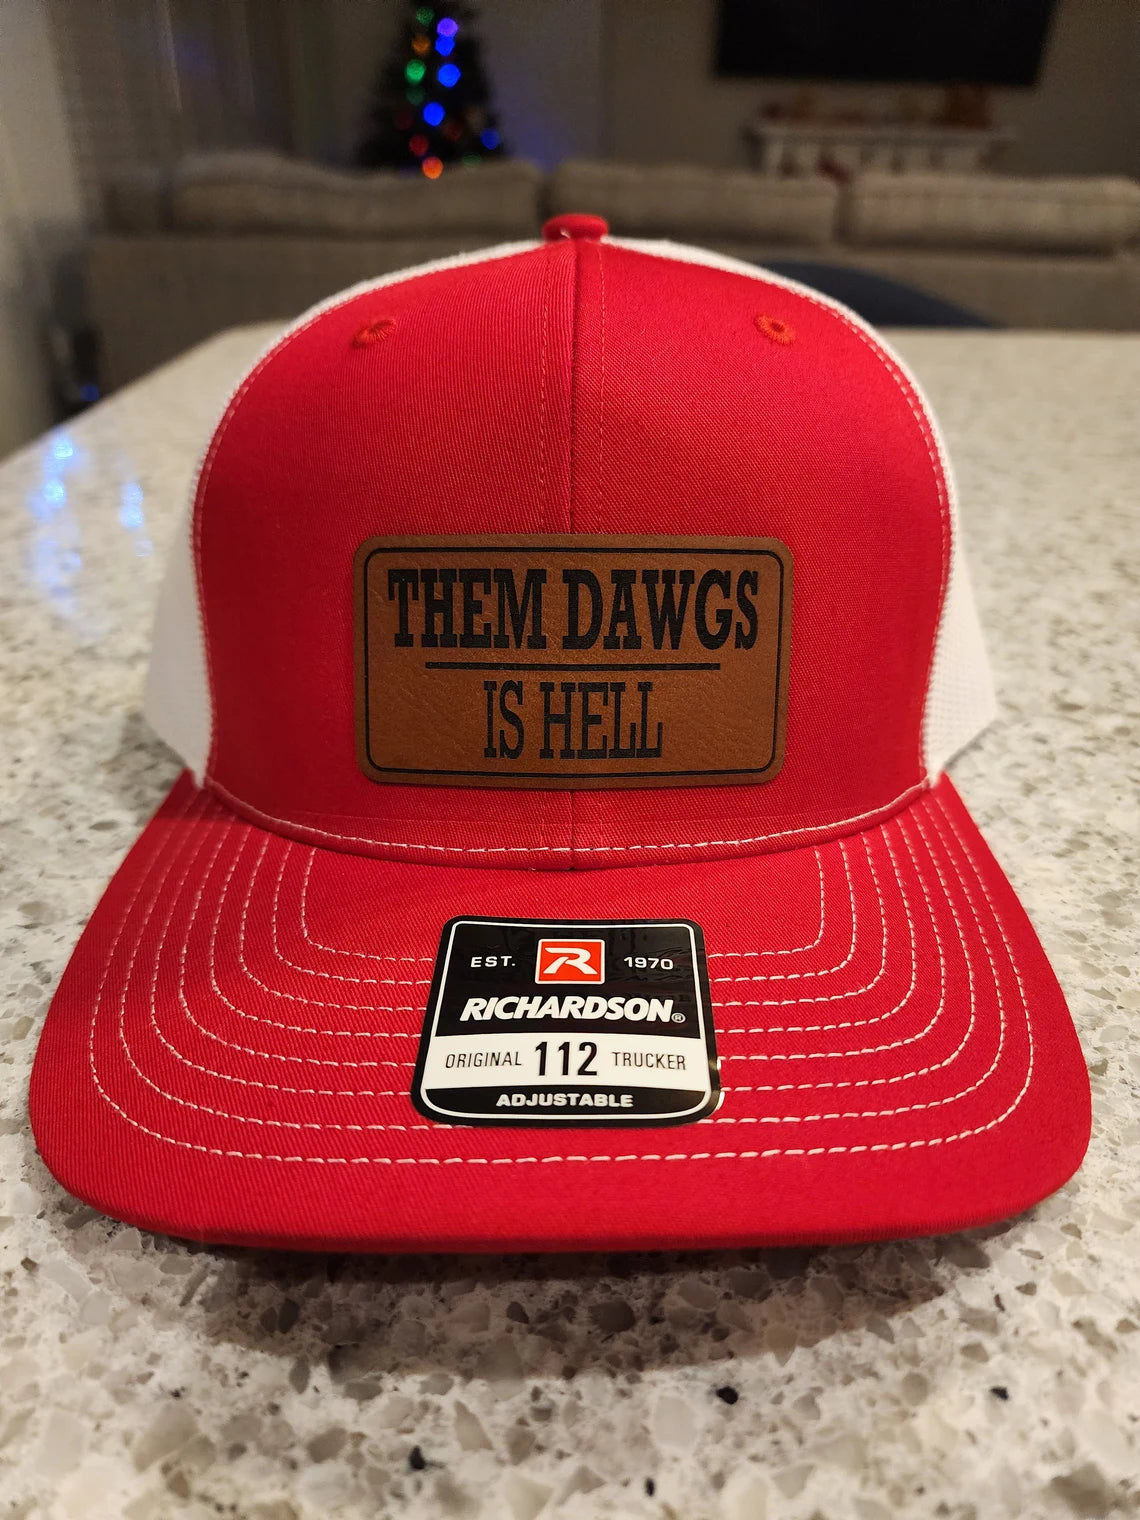 THEM DAWGS
IS HELL
EST. R 1970
RICHARDSON®
ORIGINAL 112 TRUCKER
ADJUSTABLE